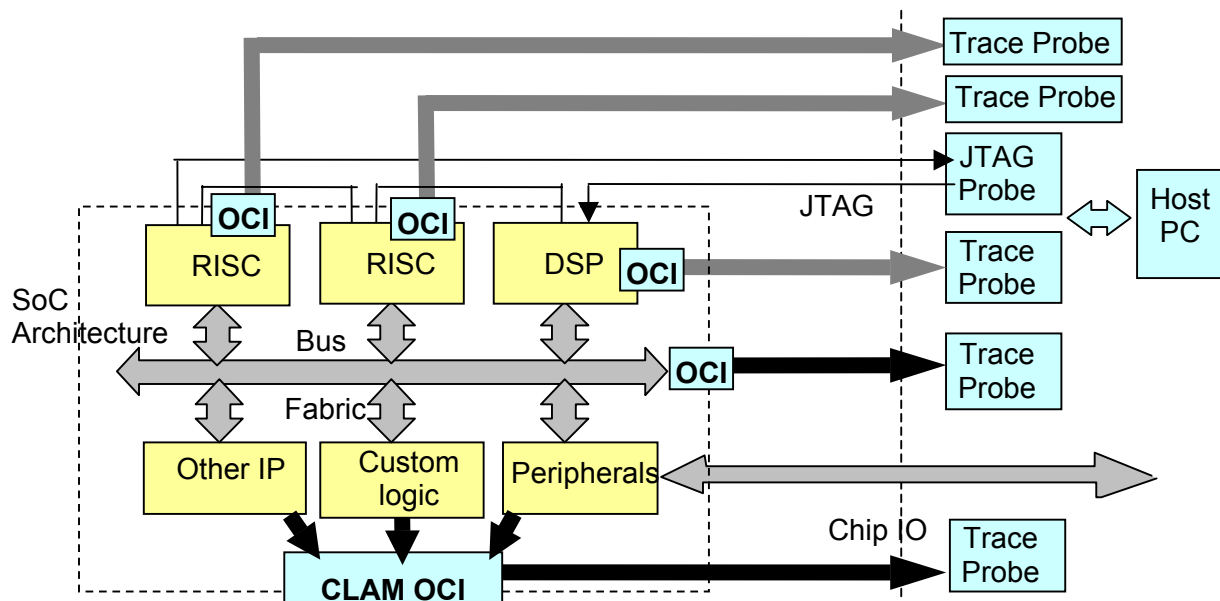 Trace Probe
Trace Probe
JTAG
Probe
JTAG
Host
PC
OCI
OCI
RISC
RISC
DSP
OCI
Trace
Probe
SoC
Architecture
Bus
OCI
Trace
Probe
Fabric
Other IP
Custom
logic
Peripherals
Chip IO
Trace
Probe
CLAM OCI